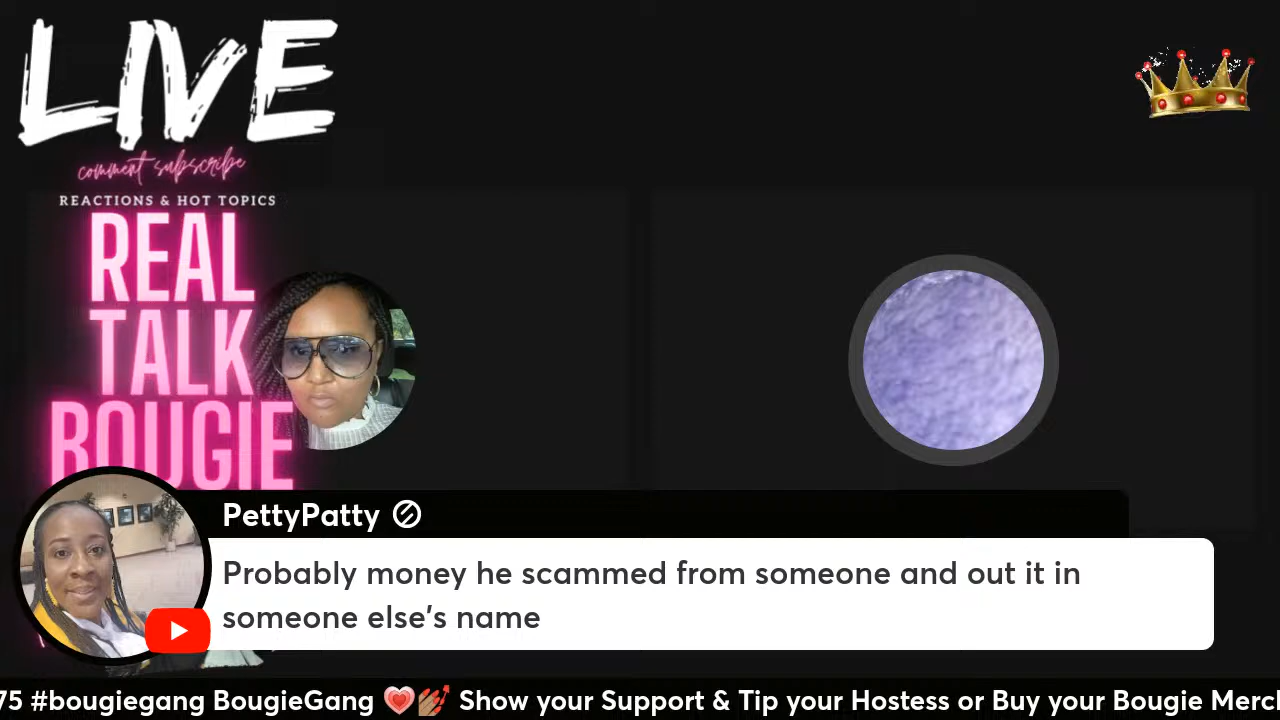 LIVE
comment subscribe
REACTIONS & HOT TOPICS
REAL
TALK
BOUGIE
PettyPatty
Probably money he scammed from someone and out it in
someone else's name
75 #bougiegang BougieGang 💗💅🏾 Show your Support & Tip your Hostess or Buy your Bougie Merc